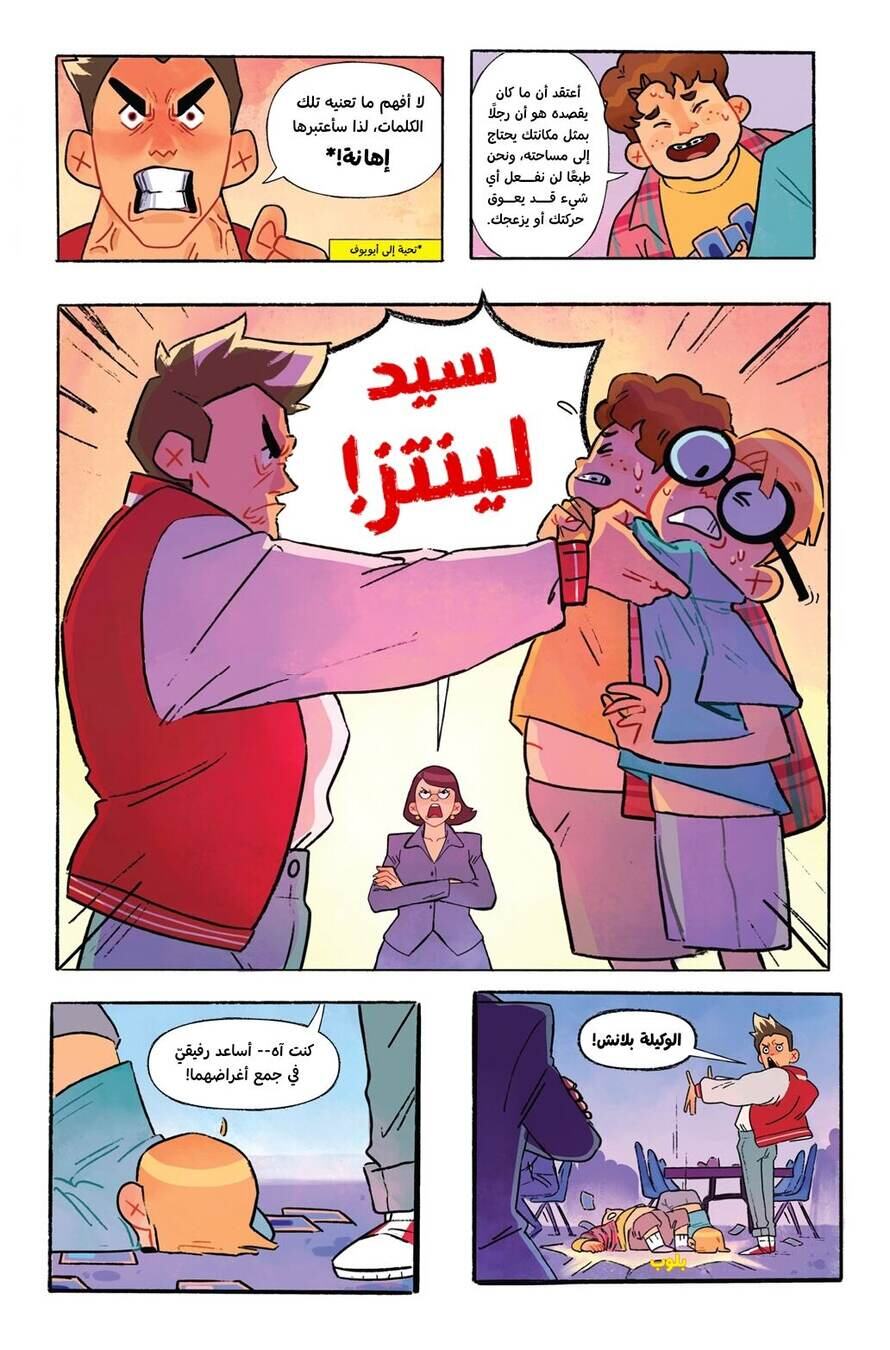 أعتقد أن ما كان
يقصده هو أن رجلًا
بمثل مكانتك يحتاج
إلى مساحته، ونحن
طبعًا لن نفعل أي
شيء قد يعوق
حركتك أو يزعجك.
لا أفهم ما تعنيه تلك
الكلمات، لذا سأعتبرها
إهانة!*
*تحية إلى أيوبوف
سيد
لينتز!
الوكيلة بلانش!
بلوب
كنت آه-- أساعد رفيقيّ
في جمع أغراضهما!